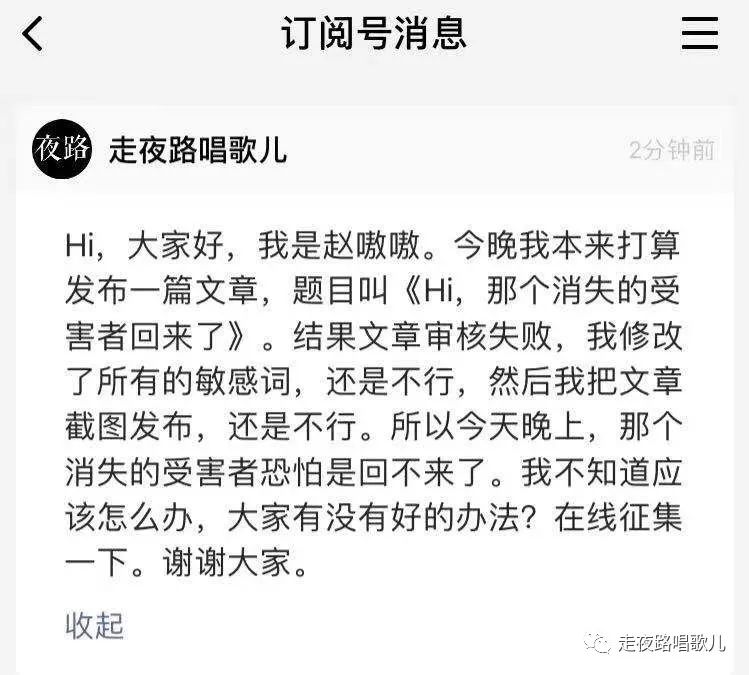 订阅号消息
夜路
走夜路唱歌儿
2分钟前
Hi，大家好，我是赵嗷嗷。今晚我本来打算
发布一篇文章，题目叫《Hi，那个消失的受
害者回来了》。结果文章审核失败，我修改
了所有的敏感词，还是不行，然后我把文章
截图发布，还是不行。所以今天晚上，那个
消失的受害者恐怕是回不来了。我不知道应
该怎么办，大家有没有好的办法？在线征集
一下。谢谢大家。
收起
走夜路唱歌儿